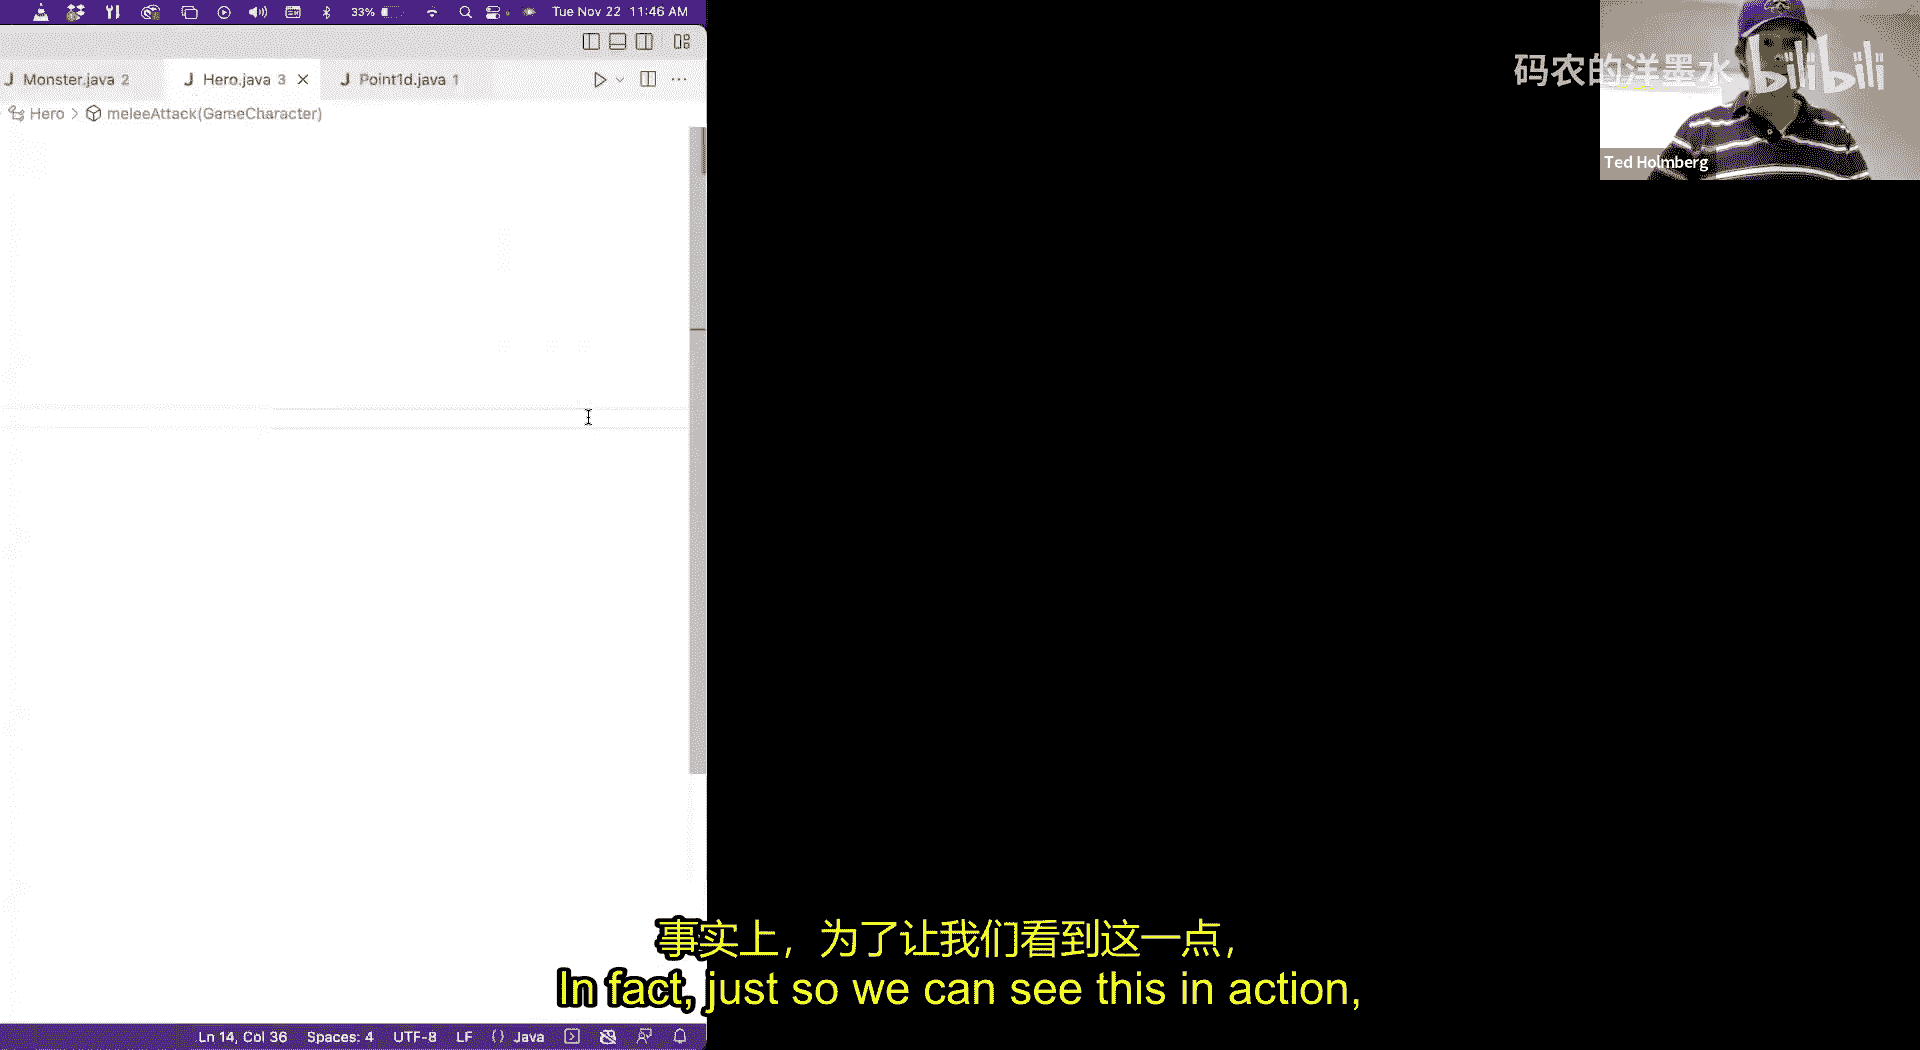 33% Tue Nov 22 11:46 AM
Monster.java 2 Hero.java 3 Point1d.java 1
Hero > meleeAttack(GameCharacter)
码农的洋墨水 bilibili
Ted Holmberg
事实上，为了让我们看到这一点，
In fact, just so we can see this in action,
Ln 14, Col 36 Spaces: 4 UTF-8 LF () Java